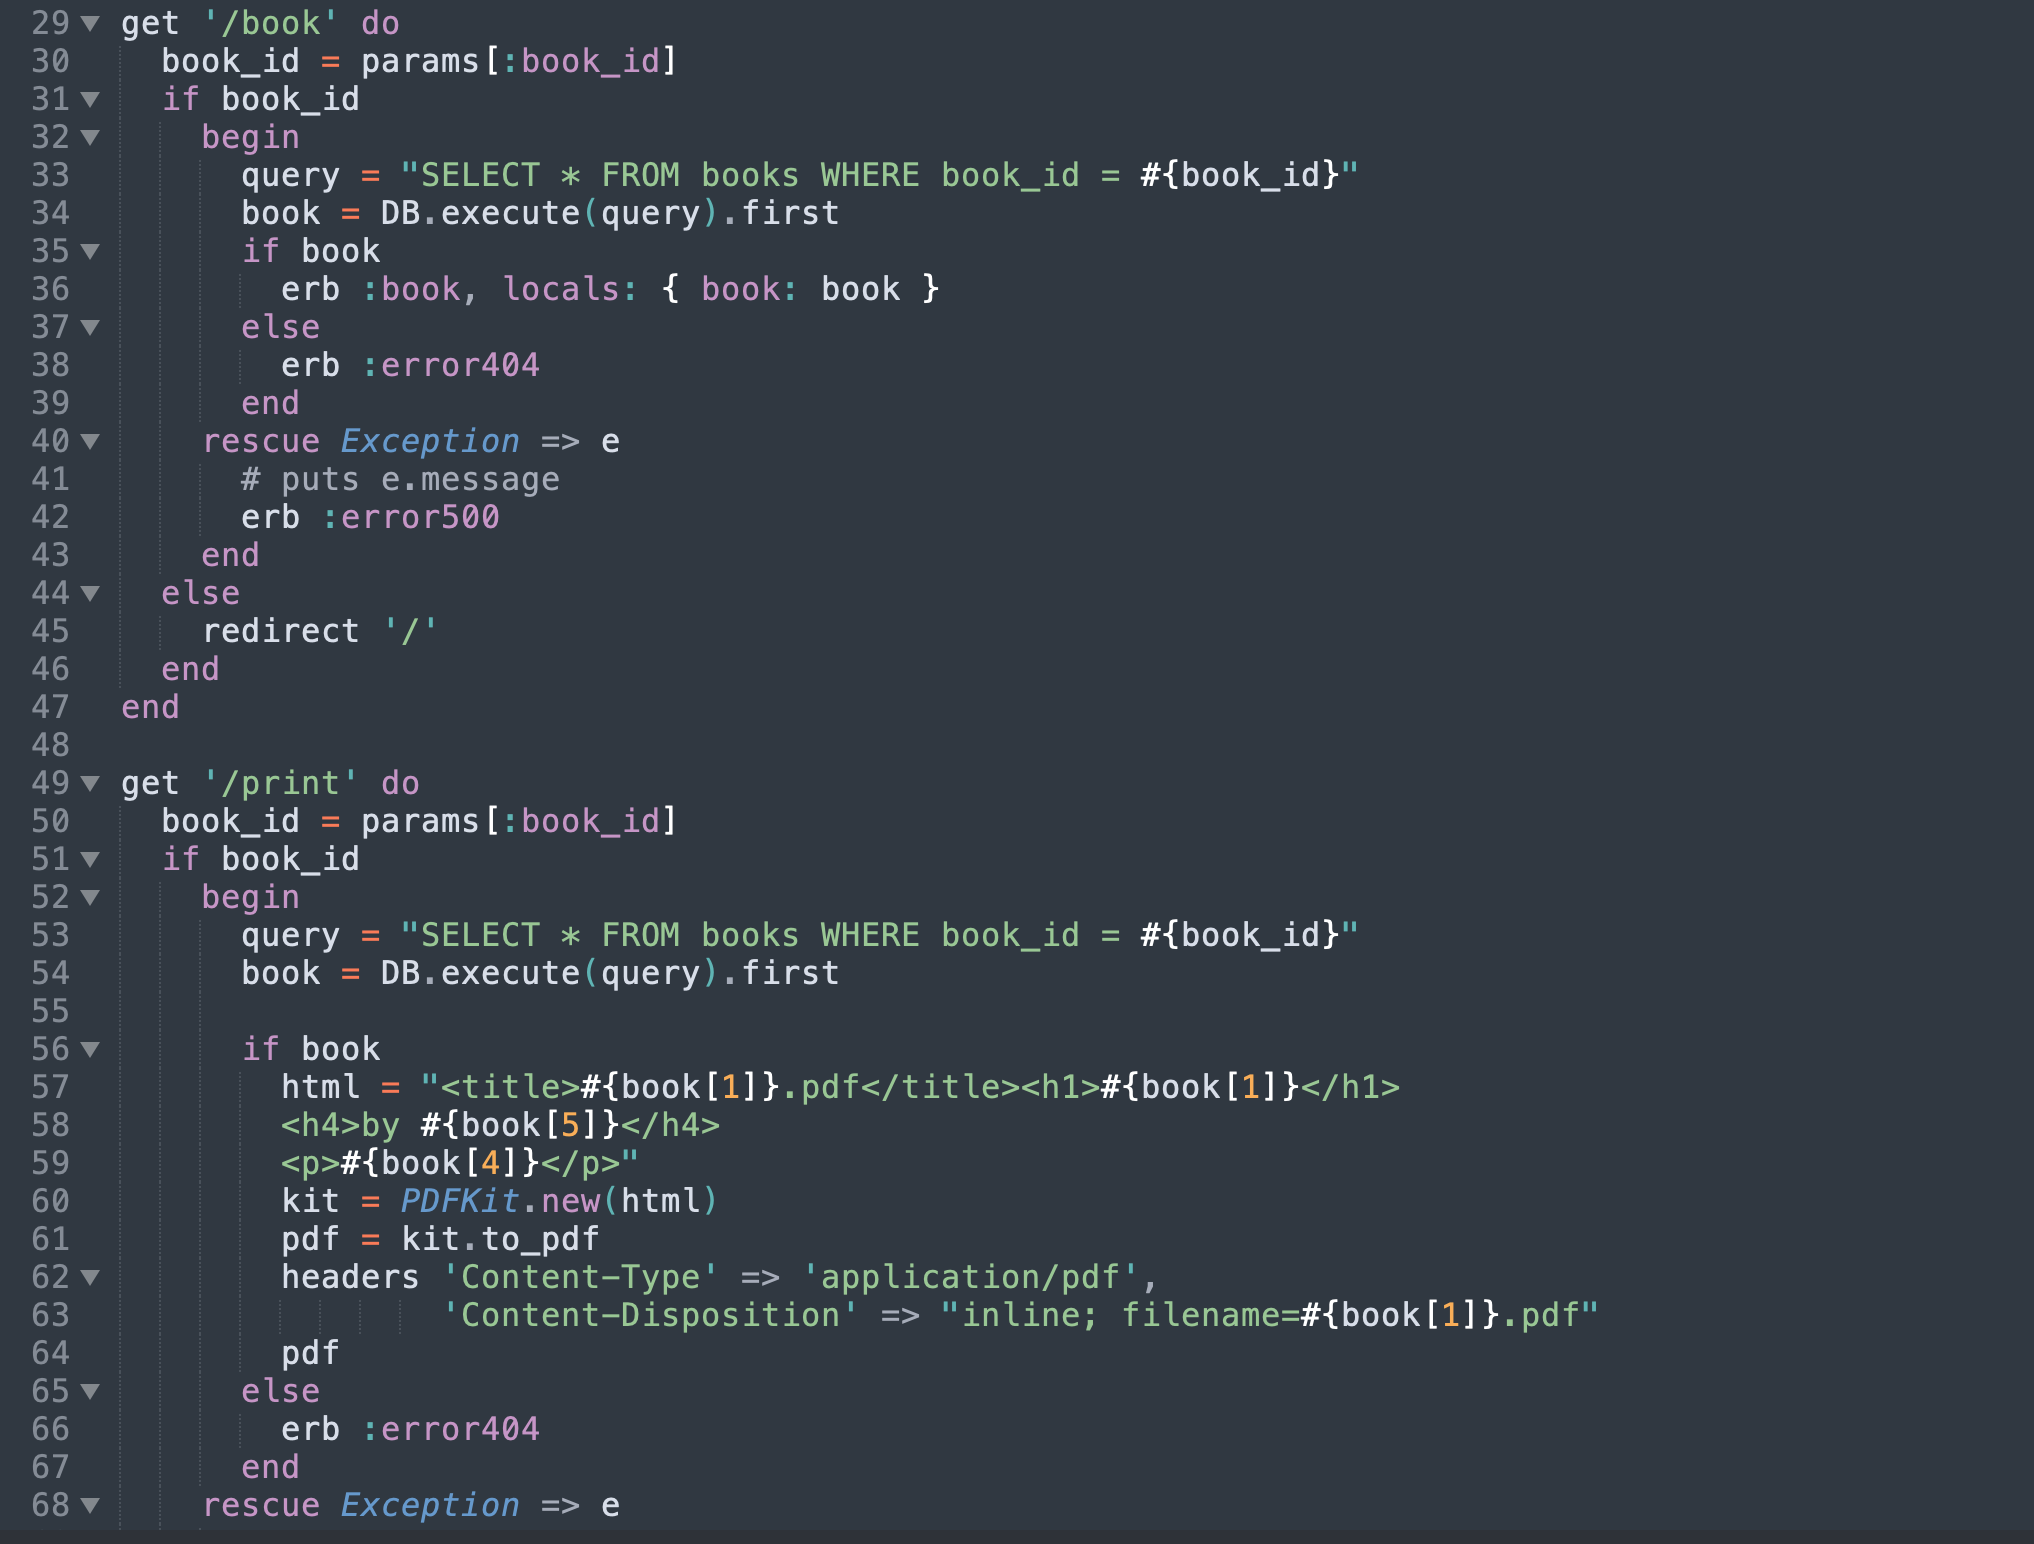 29 get '/book' do
30   book_id = params[:book_id]
31   if book_id
32     begin
33       query = "SELECT * FROM books WHERE book_id = #{book_id}"
34       book = DB.execute(query).first
35       if book
36         erb :book, locals: { book: book }
37       else
38         erb :error404
39       end
40     rescue Exception => e
41       # puts e.message
42       erb :error500
43     end
44   else
45     redirect '/'
46   end
47 end
48
49 get '/print' do
50   book_id = params[:book_id]
51   if book_id
52     begin
53       query = "SELECT * FROM books WHERE book_id = #{book_id}"
54       book = DB.execute(query).first
55
56       if book
57         html = "<title>#{book[1]}.pdf</title><h1>#{book[1]}</h1>
58         <h4>by #{book[5]}</h4>
59         <p>#{book[4]}</p>"
60         kit = PDFKit.new(html)
61         pdf = kit.to_pdf
62         headers 'Content-Type' => 'application/pdf',
63                 'Content-Disposition' => "inline; filename=#{book[1]}.pdf"
64         pdf
65       else
66         erb :error404
67       end
68     rescue Exception => e